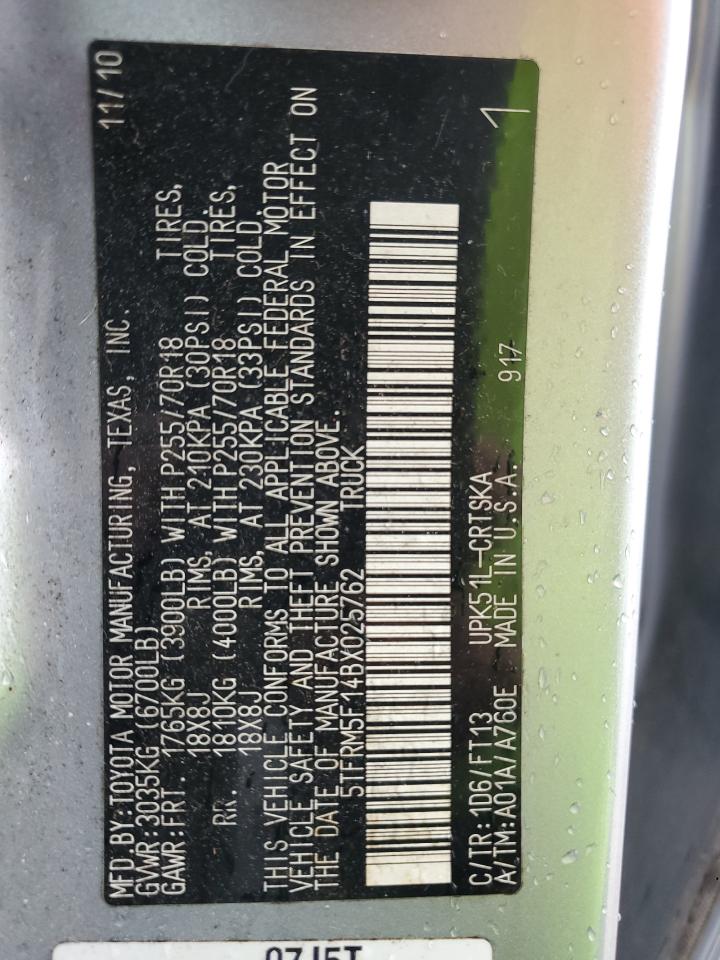 MFD.BY:TOYOTA MOTOR MANUFACTURING, TEXAS, INC. 11/10
GVWR:3035KG (6700LB)
GAWR:FRT. 1765KG (3900LB) WITH P255/70R18 TIRES,
18X8J RIMS, AT 210KPA (30PSI) COLD.
RR. 1810KG (4000LB) WITH P255/70R18 TIRES,
18X8J RIMS, AT 230KPA (33PSI) COLD.
THIS VEHICLE CONFORMS TO ALL APPLICABLE FEDERAL MOTOR
VEHICLE SAFETY AND THEFT PREVENTION STANDARDS IN EFFECT ON
THE DATE OF MANUFACTURE SHOWN ABOVE.
5TFRM5F14BX025762 TRUCK
C/TR:1D6/FT13 UPK51L-CRTSKA 1
A/TM:A01A/A760E MADE IN U.S.A. 917